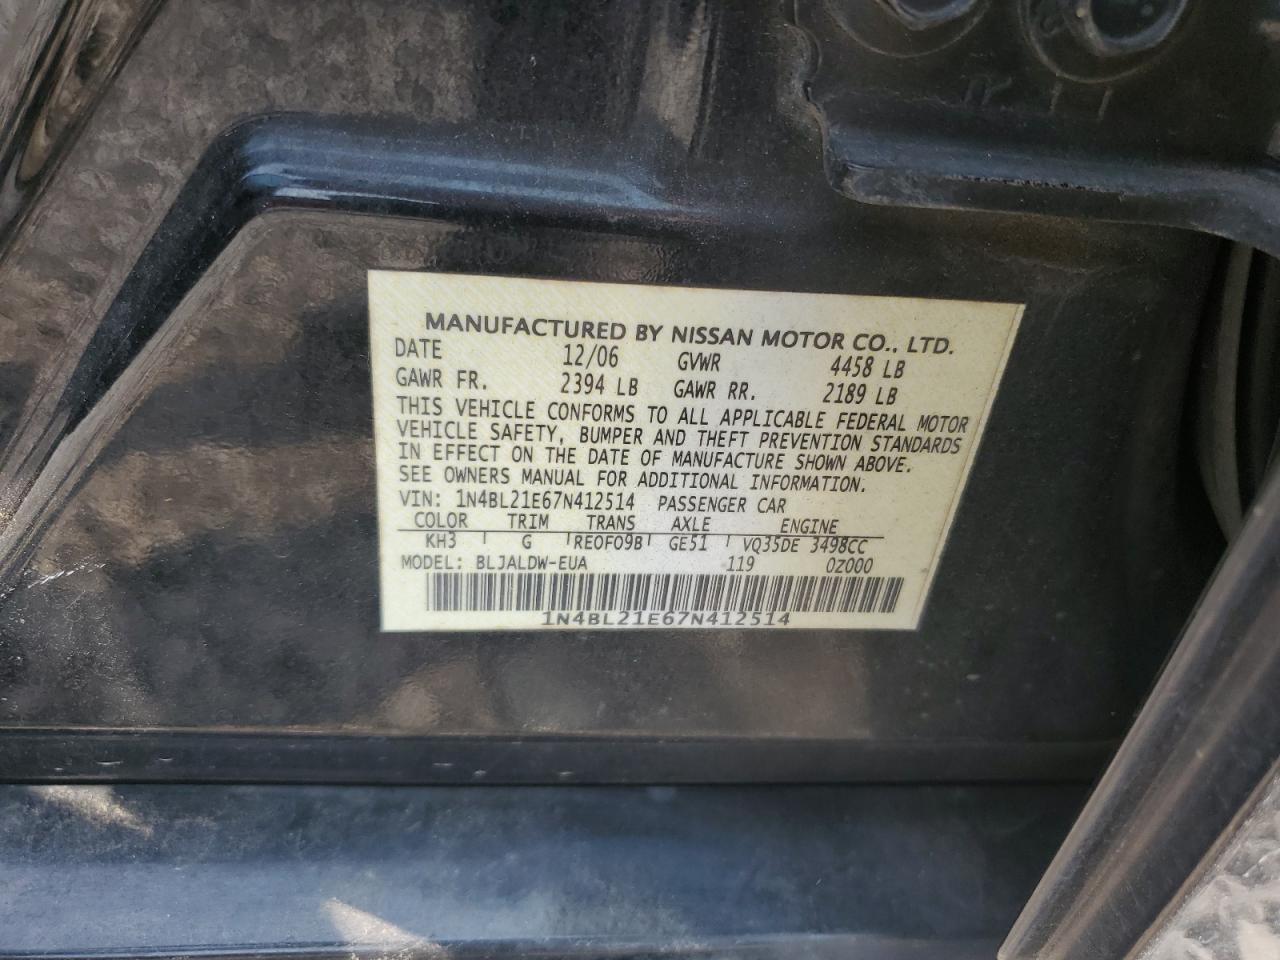 MANUFACTURED BY NISSAN MOTOR CO., LTD.
DATE 12/06 GVWR 4458 LB
GAWR FR. 2394 LB GAWR RR. 2189 LB
THIS VEHICLE CONFORMS TO ALL APPLICABLE FEDERAL MOTOR
VEHICLE SAFETY, BUMPER AND THEFT PREVENTION STANDARDS
IN EFFECT ON THE DATE OF MANUFACTURE SHOWN ABOVE.
SEE OWNERS MANUAL FOR ADDITIONAL INFORMATION.
VIN: 1N4BL21E67N412514 PASSENGER CAR
COLOR TRIM TRANS AXLE ENGINE
KH3 G RE0F09B GE51 VQ35DE 3498CC
MODEL: BLJALDW-EUA 119 0Z000
1N4BL21E67N412514